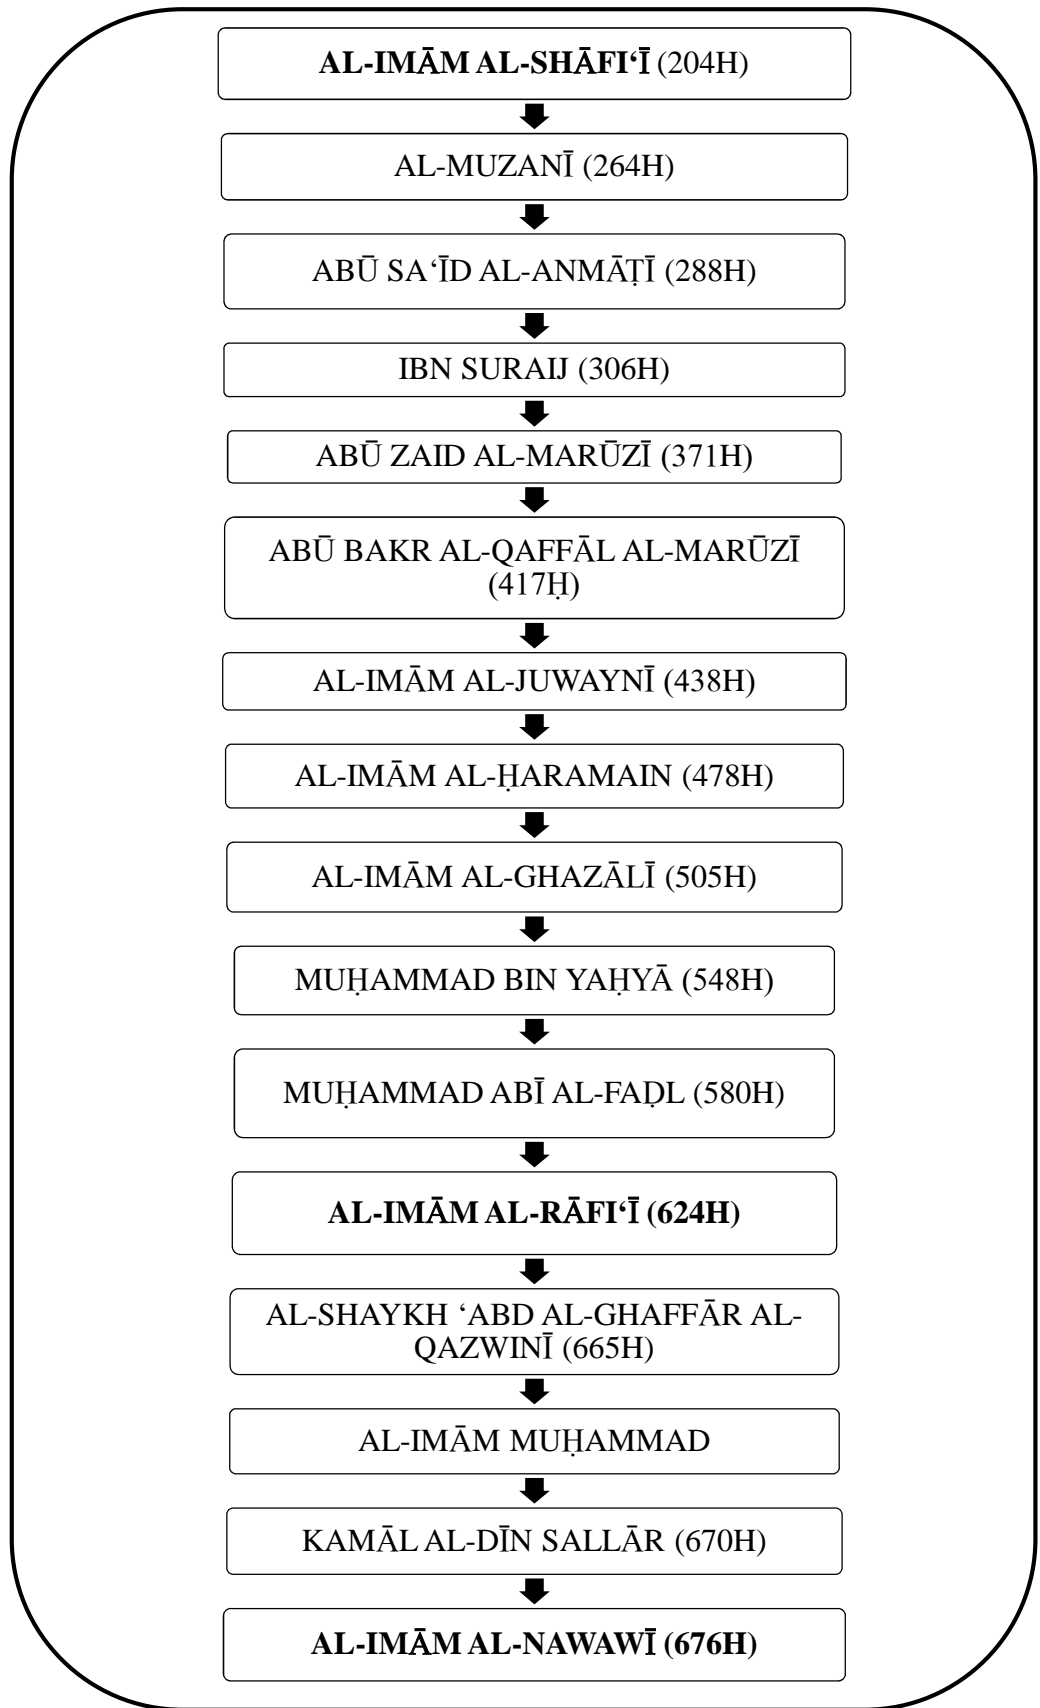 AL-IMĀM AL-SHĀFI‘Ī (204H)
AL-MUZANĪ (264H)
ABŪ SA‘ĪD AL-ANMĀṬĪ (288H)
IBN SURAIJ (306H)
ABŪ ZAID AL-MARŪZĪ (371H)
ABŪ BAKR AL-QAFFĀL AL-MARŪZĪ
(417Ḥ)
AL-IMĀM AL-JUWAYNĪ (438H)
AL-IMĀM AL-ḤARAMAIN (478H)
AL-IMĀM AL-GHAZĀLĪ (505H)
MUḤAMMAD BIN YAḤYĀ (548H)
MUḤAMMAD ABĪ AL-FAḌL (580H)
AL-IMĀM AL-RĀFI‘Ī (624H)
AL-SHAYKH ‘ABD AL-GHAFFĀR AL-
QAZWINĪ (665H)
AL-IMĀM MUḤAMMAD
KAMĀL AL-DĪN SALLĀR (670H)
AL-IMĀM AL-NAWAWĪ (676H)